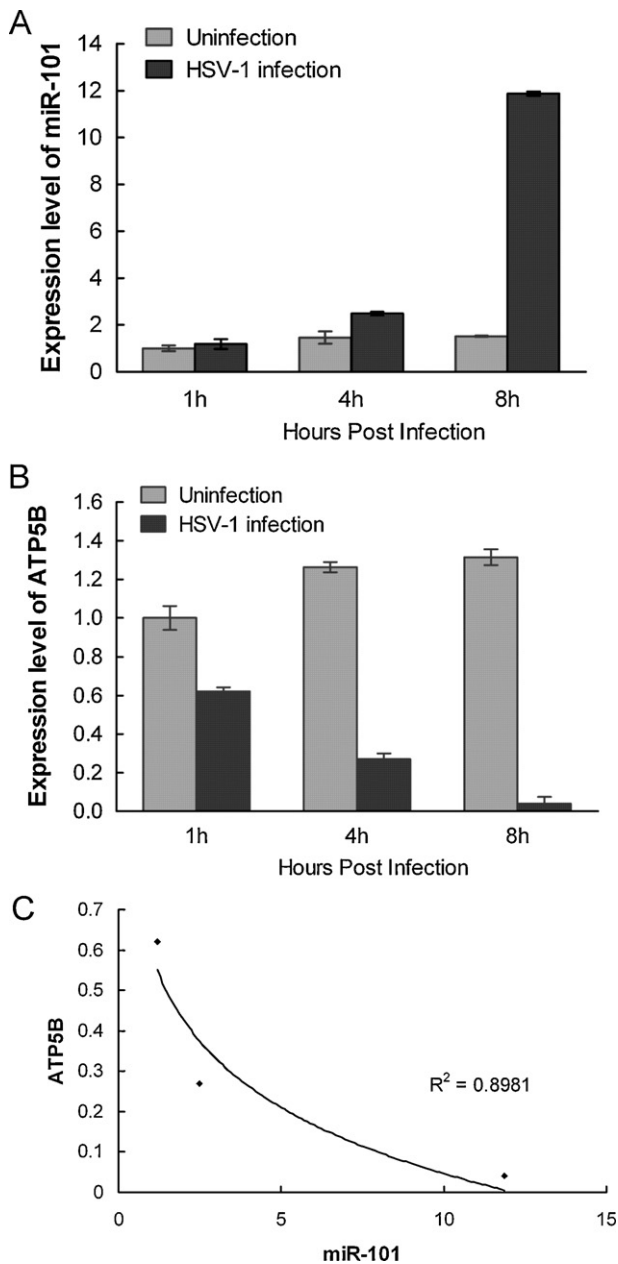 A
Uninfection
HSV-1 infection
Expression level of miR-101
14
12
10
8
6
4
2
0
1h 4h 8h
Hours Post Infection
B
Uninfection
HSV-1 infection
Expression level of ATP5B
1.6
1.4
1.2
1.0
0.8
0.6
0.4
0.2
0.0
1h 4h 8h
Hours Post Infection
C
ATP5B
0.7
0.6
0.5
0.4
0.3
0.2
0.1
0
R² = 0.8981
0 5 10 15
miR-101